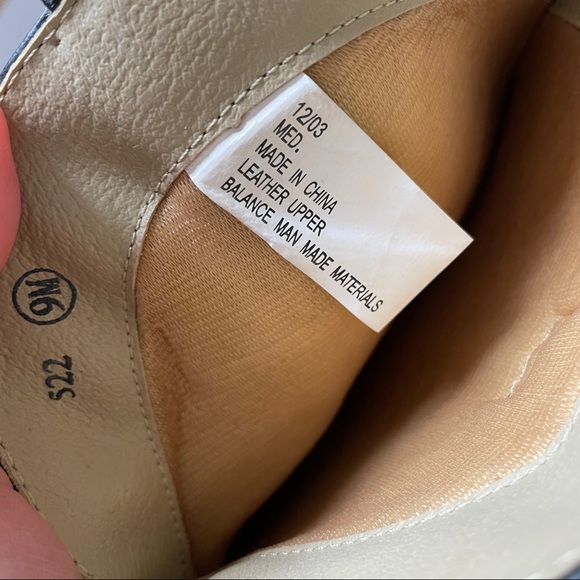 12/03
MED.
MADE IN CHINA
LEATHER UPPER
BALANCE MAN MADE MATERIALS
9M
522